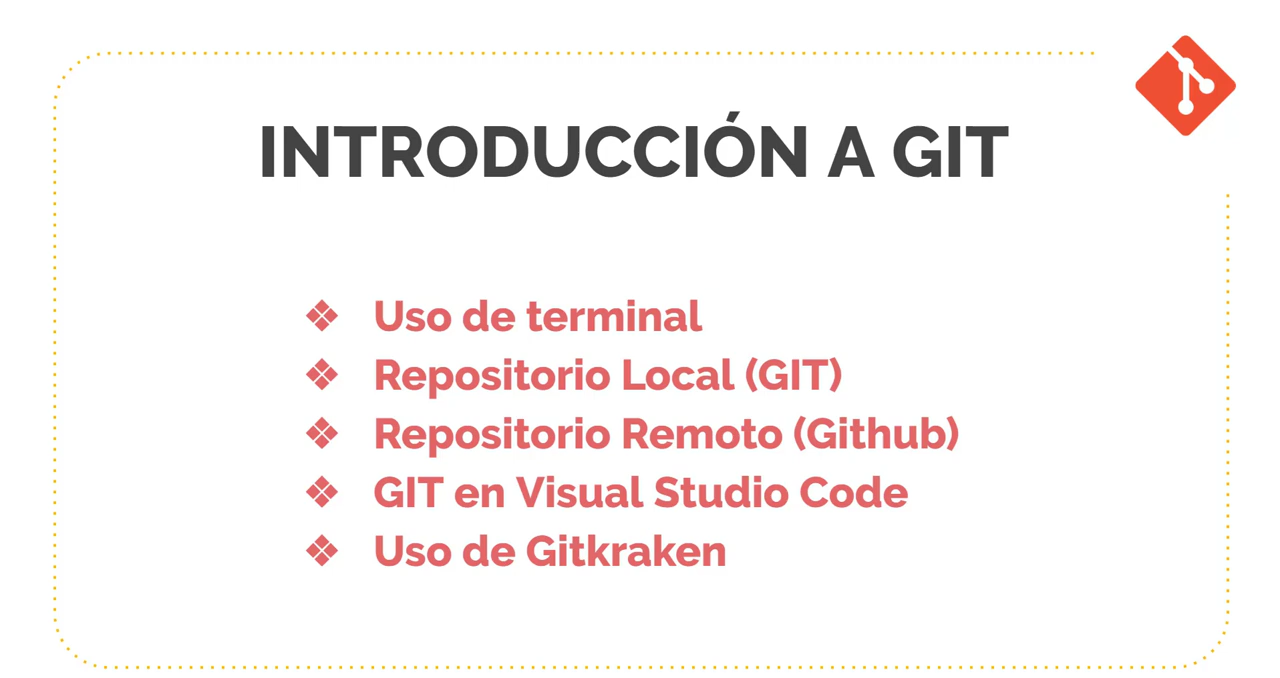 INTRODUCCIÓN A GIT
❖ Uso de terminal
❖ Repositorio Local (GIT)
❖ Repositorio Remoto (Github)
❖ GIT en Visual Studio Code
❖ Uso de Gitkraken